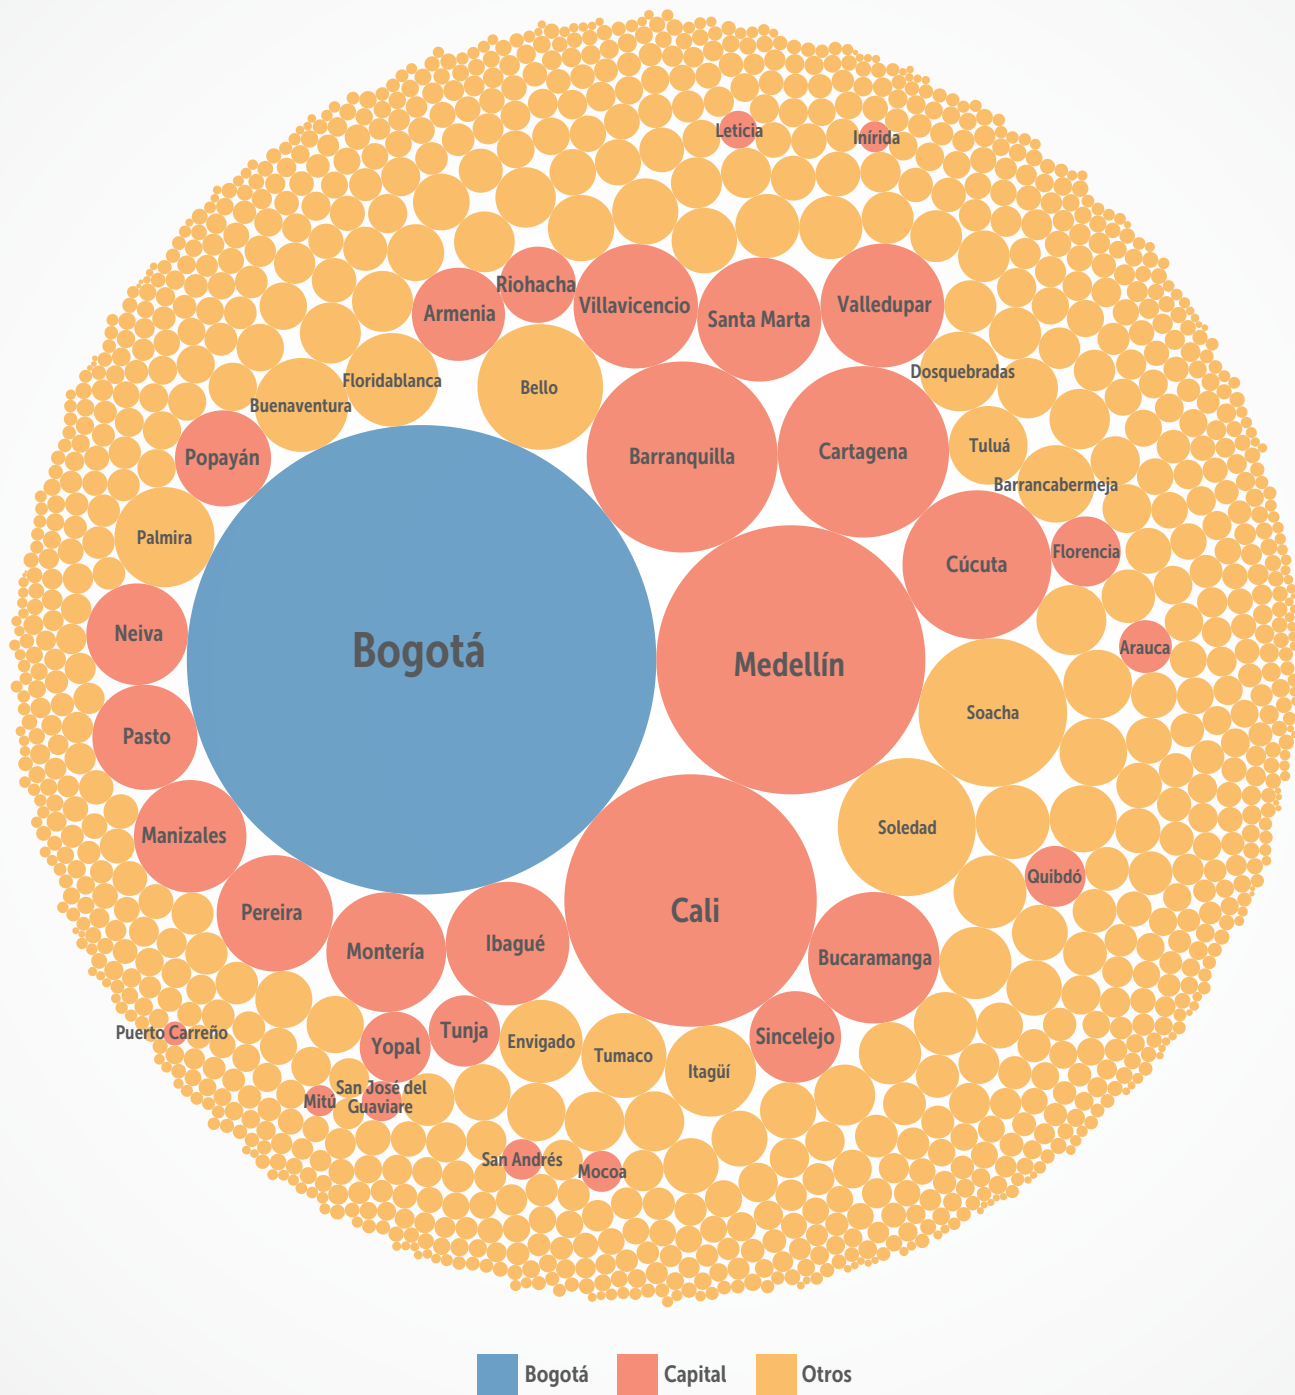 Leticia
Inírida
Riohacha
Armenia
Villavicencio
Santa Marta
Valledupar
Floridablanca
Buenaventura
Bello
Dosquebradas
Popayán
Barranquilla
Cartagena
Tuluá
Barrancabermeja
Palmira
Cúcuta
Florencia
Neiva
Bogotá
Medellín
Arauca
Pasto
Soacha
Manizales
Soledad
Quibdó
Pereira
Montería
Ibagué
Cali
Bucaramanga
Puerto Carreño
Yopal
Tunja
Envigado
Tumaco
Itagüí
Sincelejo
Mitú
San José del
Guaviare
San Andrés
Mocoa
Bogotá
Capital
Otros